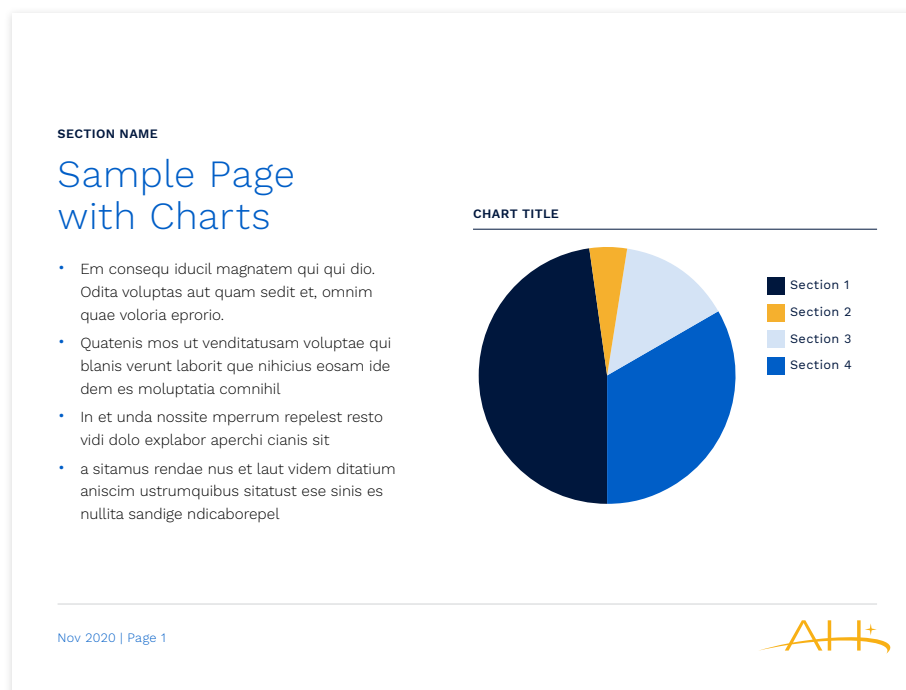 SECTION NAME
Sample Page
with Charts
• Em consequ iducil magnatem qui qui dio.
Odita voluptas aut quam sedit et, omnim
quae voloria eprorio.
• Quatenis mos ut venditatusam voluptae qui
blanis verunt laborit que nihicius eosam ide
dem es moluptatia comnihil
• In et unda nossite mperrum repelest resto
vidi dolo explabor aperchi cianis sit
• a sitamus rendae nus et laut videm ditatium
aniscim ustrumquibus sitatust ese sinis es
nullita sandige ndicaborepel
CHART TITLE
Section 1
Section 2
Section 3
Section 4
Nov 2020 | Page 1
AH